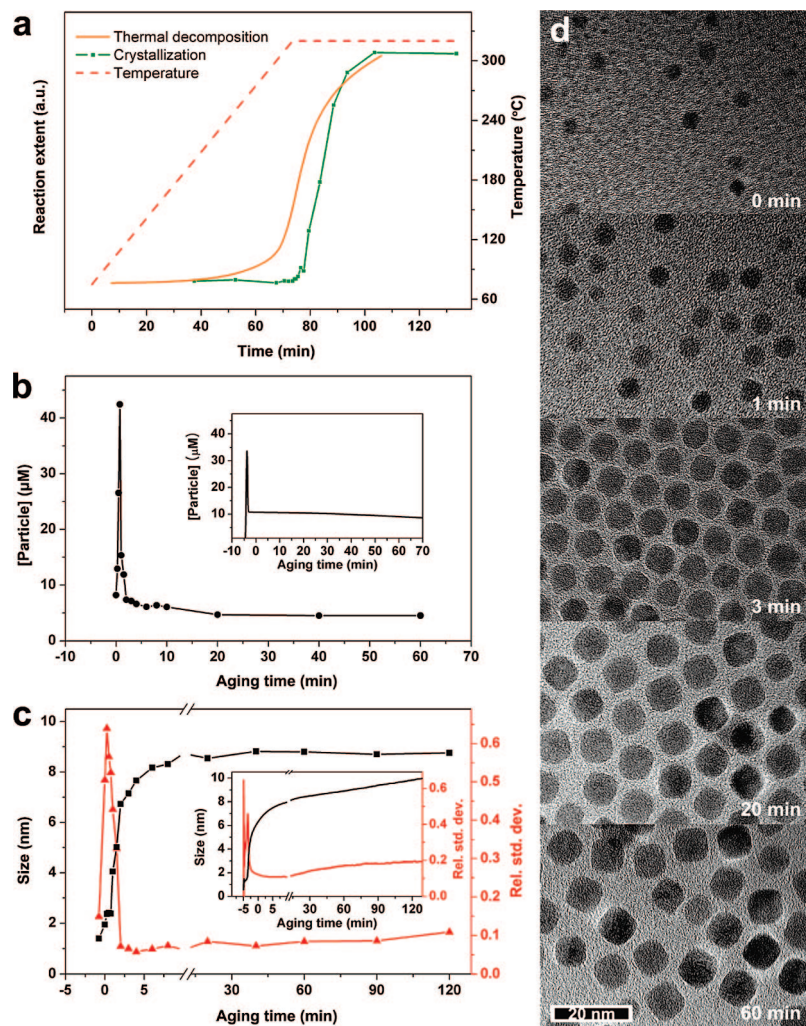 a
Thermal decomposition
Crystallization
Temperature
Reaction extent (a.u.)
Temperature (°C)
300
240
180
120
60
0 20 40 60 80 100 120
Time (min)
b
[Particle] (µM)
40
30
20
10
0
-10 0 10 20 30 40 50 60 70
Aging time (min)
[Particle] (µM)
40
30
20
10
-10 0 10 20 30 40 50 60 70
Aging time (min)
c
Size (nm)
10
8
6
4
2
0
-5 0 5 30 60 90 120
Aging time (min)
Rel. std. dev.
0.6
0.5
0.4
0.3
0.2
0.1
0.0
Size (nm)
10
8
6
4
2
0
-5 0 5 30 60 90 120
Aging time (min)
Rel. std. dev.
0.6
0.4
0.2
0.0
d
0 min
1 min
3 min
20 min
60 min
20 nm